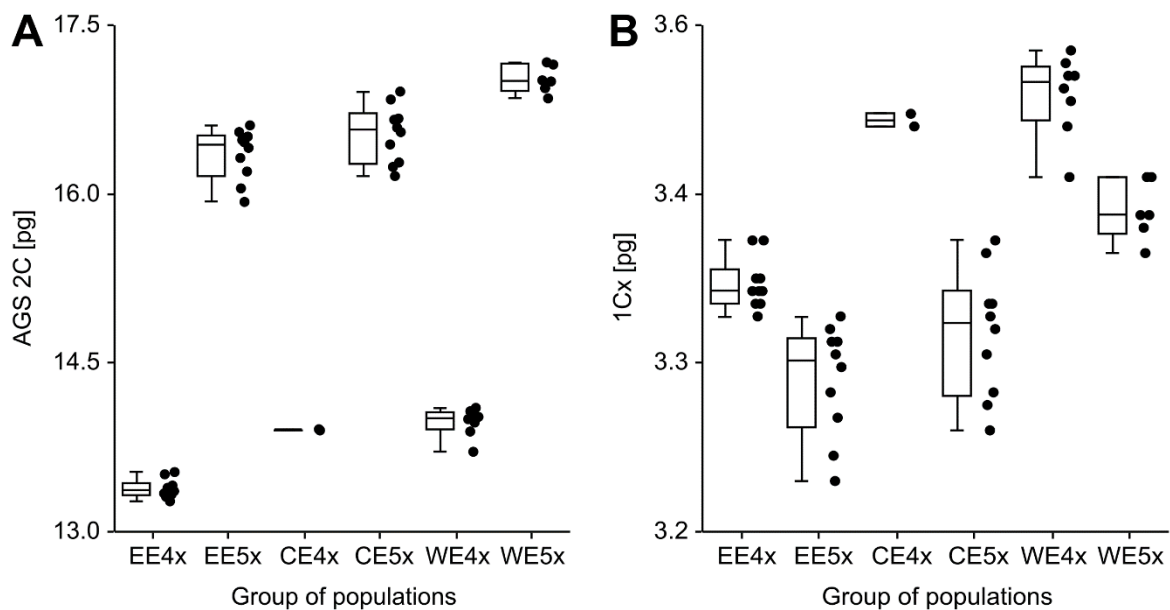 A
17.5
16.0
14.5
13.0
AGS 2C [pg]
EE4x EE5x CE4x CE5x WE4x WE5x
Group of populations
B
3.6
3.4
3.3
3.2
1Cx [pg]
EE4x EE5x CE4x CE5x WE4x WE5x
Group of populations